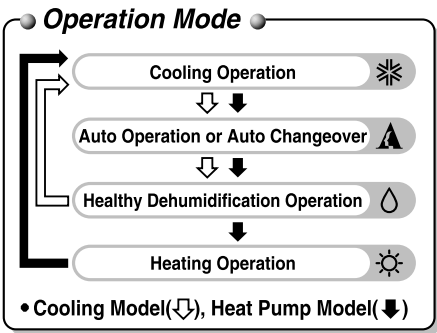 Operation Mode
Cooling Operation
Auto Operation or Auto Changeover
Healthy Dehumidification Operation
Heating Operation
• Cooling Model(⇩), Heat Pump Model(⬇)